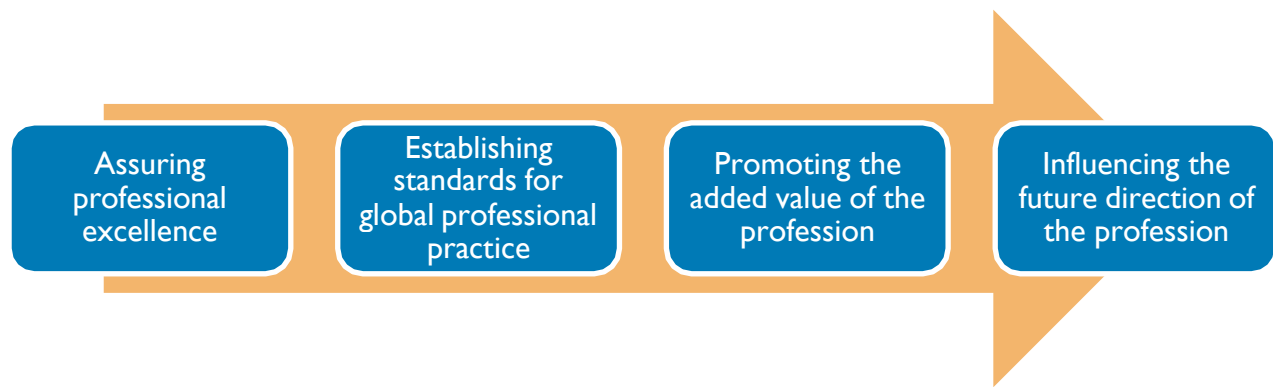 Assuring
professional
excellence
Establishing
standards for
global professional
practice
Promoting the
added value of the
profession
Influencing the
future direction of
the profession